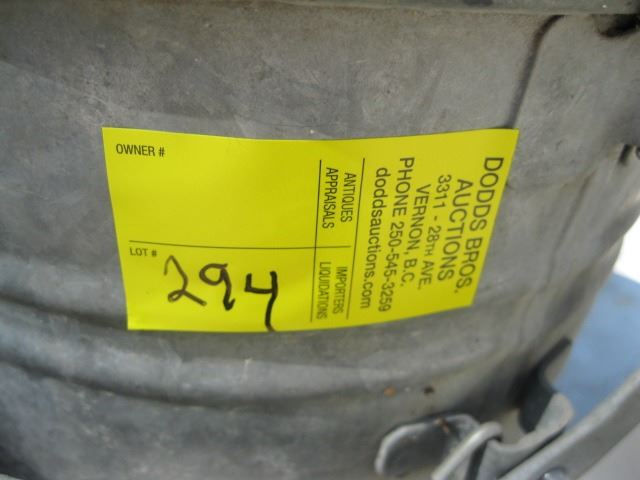 OWNER #
LOT #
294
ANTIQUES
APPRAISALS
IMPORTERS
LIQUIDATIONS
DODDS BROS.
AUCTIONS
3311 - 28TH AVE.
VERNON, B.C.
PHONE 250-545-3259
doddsauctions.com